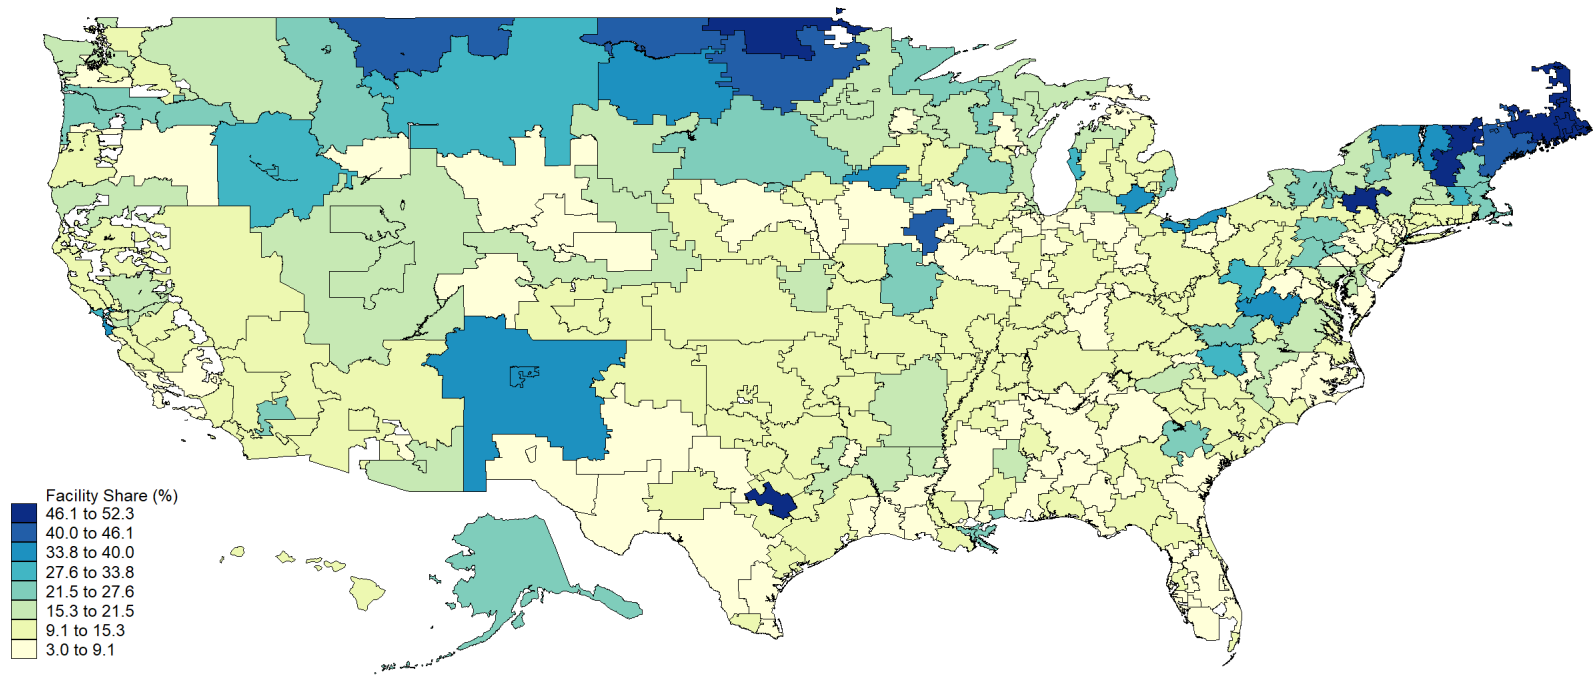 Facility Share (%)
46.1 to 52.3
40.0 to 46.1
33.8 to 40.0
27.6 to 33.8
21.5 to 27.6
15.3 to 21.5
9.1 to 15.3
3.0 to 9.1